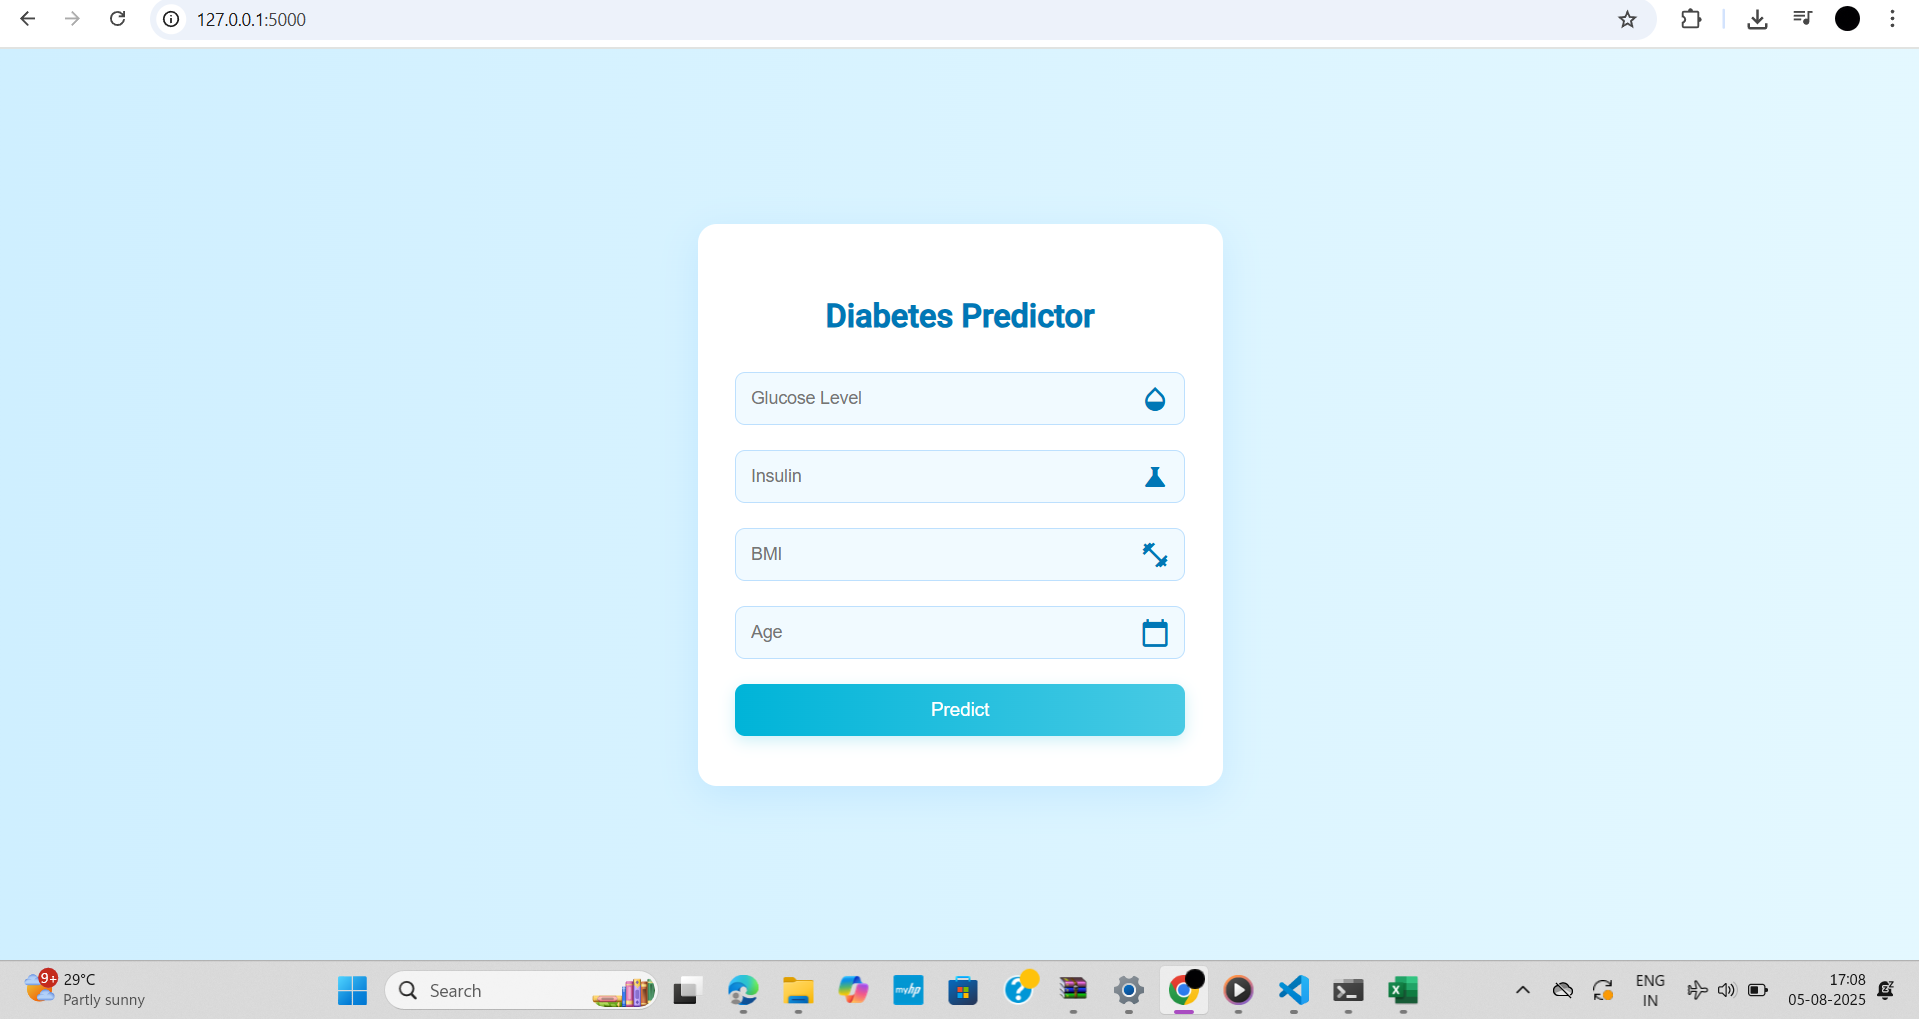 127.0.0.1:5000
Diabetes Predictor
Glucose Level
Insulin
BMI
Age
Predict
9+
29°C
Partly sunny
Search
myhp
ENG
IN
17:08
05-08-2025